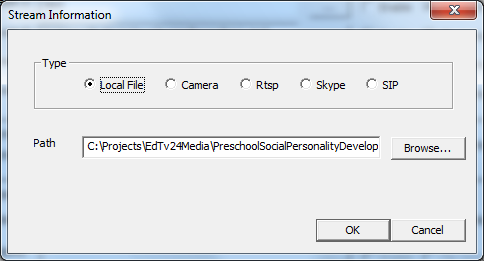 Stream Information
Type
Local File Camera Rtsp Skype SIP
Path C:\Projects\EdTv24Media\PreschoolSocialPersonalityDevelop Browse...
OK Cancel